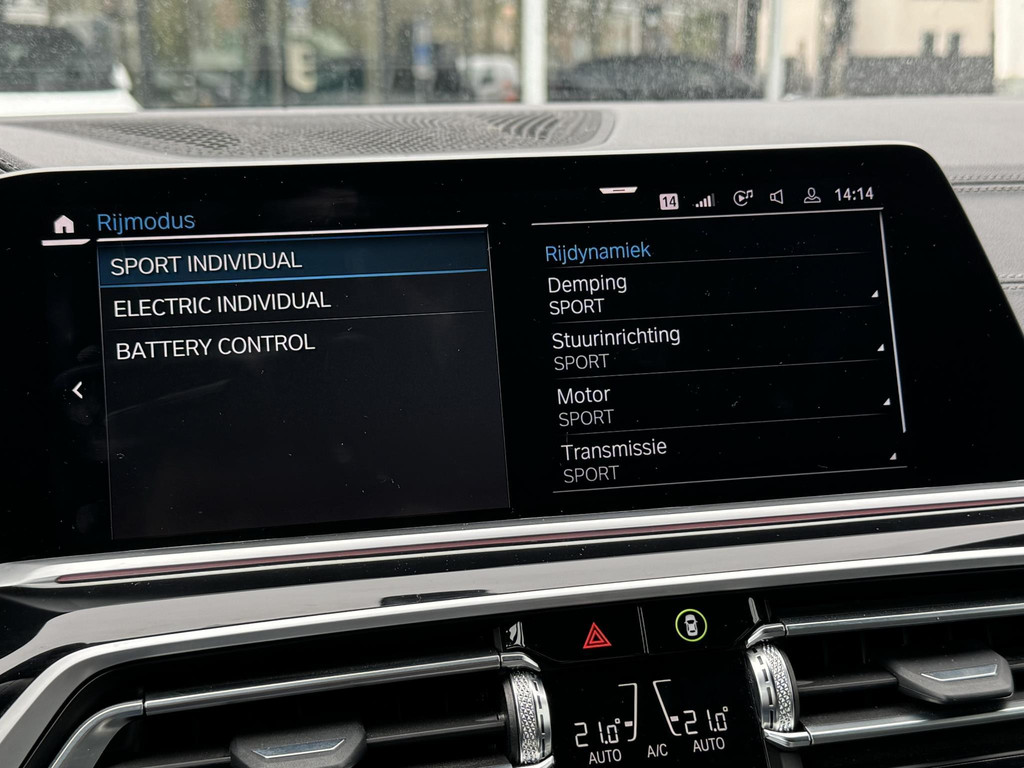 14
14:14
Rijmodus
SPORT INDIVIDUAL
ELECTRIC INDIVIDUAL
BATTERY CONTROL
Rijdynamiek
Demping
SPORT
Stuurinrichting
SPORT
Motor
SPORT
Transmissie
SPORT
21.0° 21.0°
AUTO A/C AUTO